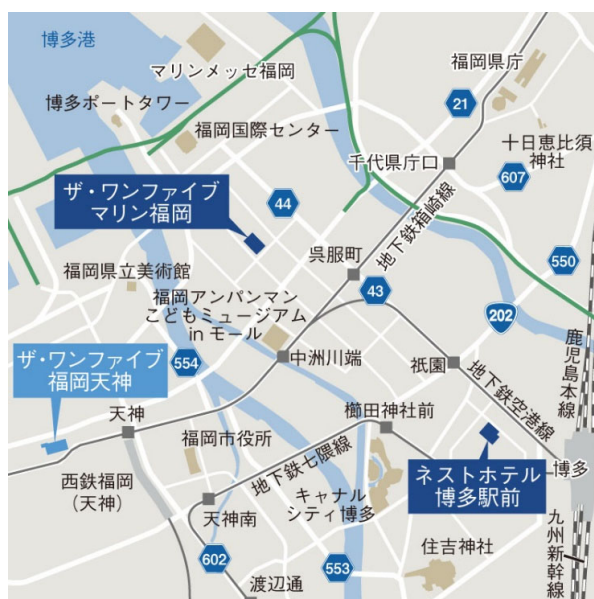 博多港
マリンメッセ福岡
福岡県庁
博多ポートタワー
21
福岡国際センター
十日恵比須
神社
千代県庁口
607
ザ・ワンファイブ
マリン福岡
44
地下鉄箱崎線
呉服町
550
福岡県立美術館
43
福岡アンパンマン
こどもミュージアム
in モール
202
鹿児島本線
ザ・ワンファイブ
福岡天神
554
中洲川端
祇園
地下鉄空港線
天神
櫛田神社前
福岡市役所
地下鉄七隈線
博多
西鉄福岡
(天神)
キャナル
シティ博多
ネストホテル
博多駅前
天神南
九州新幹線
602
553
住吉神社
渡辺通